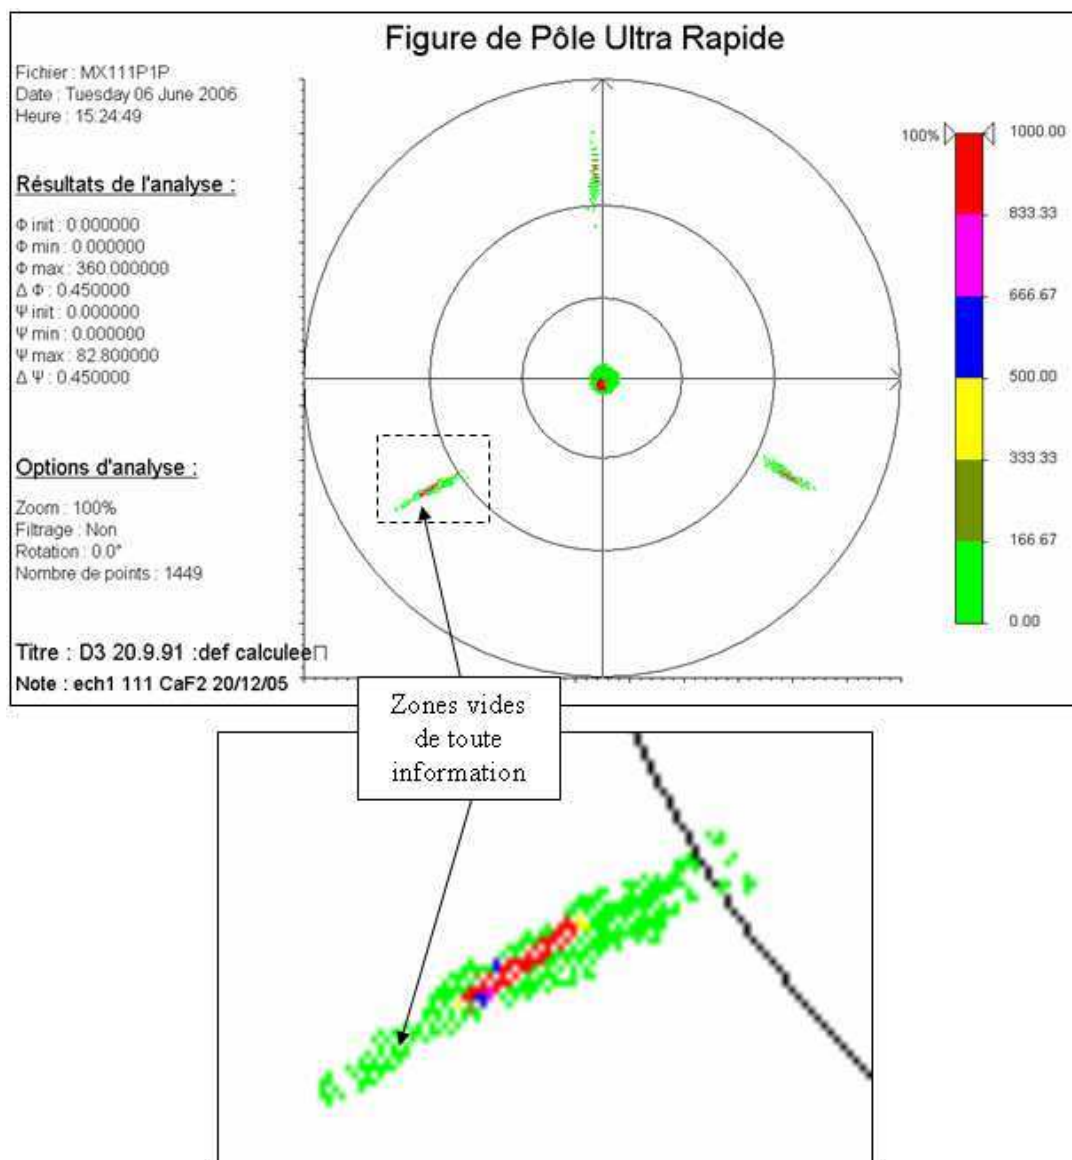 Figure de Pôle Ultra Rapide
Fichier : MX111P1P
Date : Tuesday 06 June 2006
Heure : 15:24:49
Résultats de l'analyse :
Φ init : 0.000000
Φ min : 0.000000
Φ max : 360.000000
Δ Φ : 0.450000
Ψ init : 0.000000
Ψ min : 0.000000
Ψ max : 82.800000
Δ Ψ : 0.450000
Options d'analyse :
Zoom : 100%
Filtrage : Non
Rotation : 0.0°
Nombre de points : 1449
Titre : D3 20.9.91 :def calculee
Note : ech1 111 CaF2 20/12/05
100%
1000.00
833.33
666.67
500.00
333.33
166.67
0.00
Zones vides
de toute
information